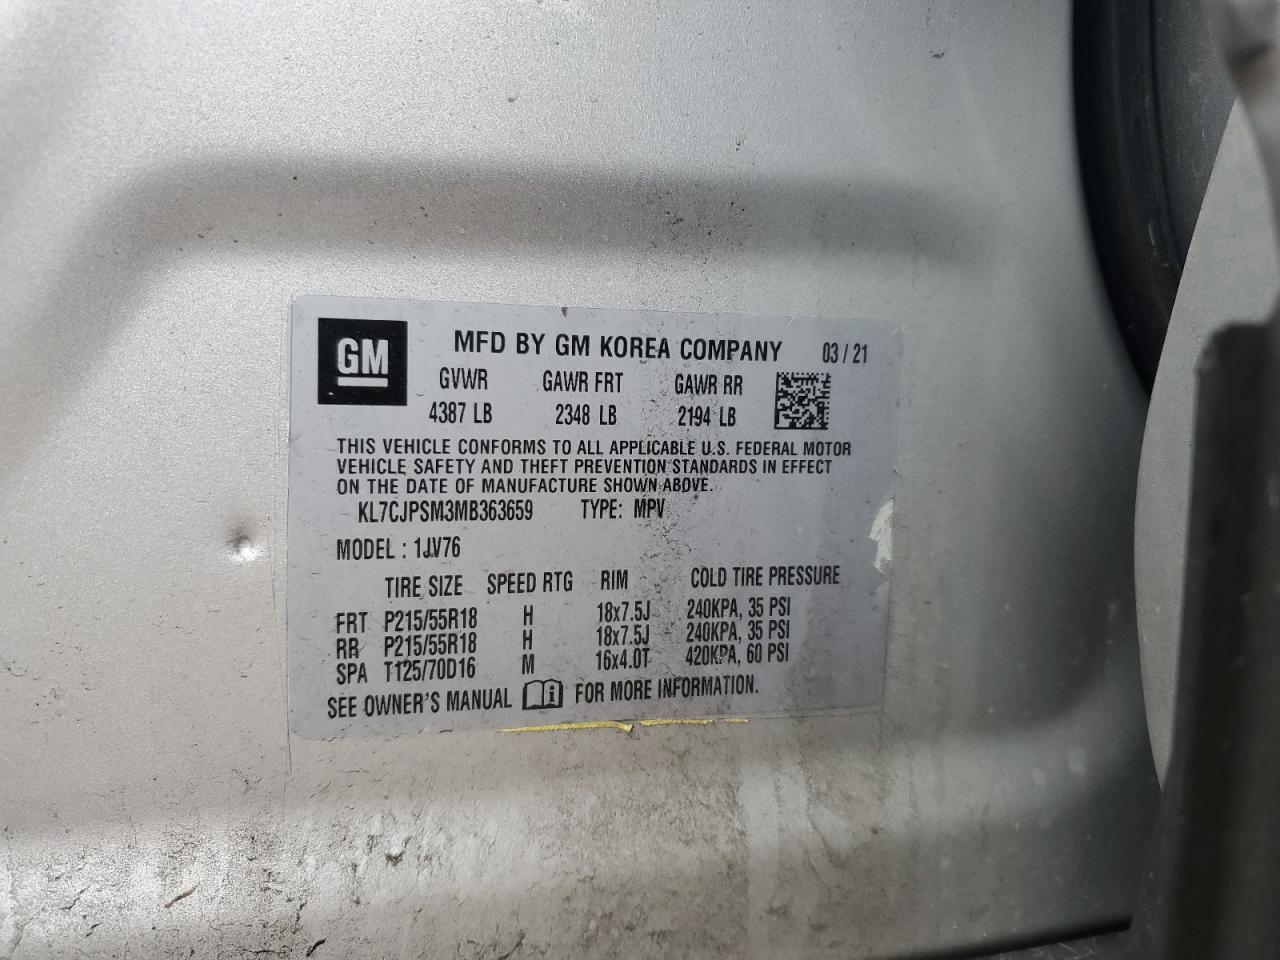 GM MFD BY GM KOREA COMPANY 03/21
GVWR GAWR FRT GAWR RR
4387 LB 2348 LB 2194 LB
THIS VEHICLE CONFORMS TO ALL APPLICABLE U.S. FEDERAL MOTOR
VEHICLE SAFETY AND THEFT PREVENTION STANDARDS IN EFFECT
ON THE DATE OF MANUFACTURE SHOWN ABOVE.
KL7CJPSM3MB363659 TYPE: MPV
MODEL : 1JV76
TIRE SIZE SPEED RTG RIM COLD TIRE PRESSURE
FRT P215/55R18 H 18x7.5J 240KPA, 35 PSI
RR P215/55R18 H 18x7.5J 240KPA, 35 PSI
SPA T125/70D16 M 16x4.0T 420KPA, 60 PSI
SEE OWNER'S MANUAL i FOR MORE INFORMATION.